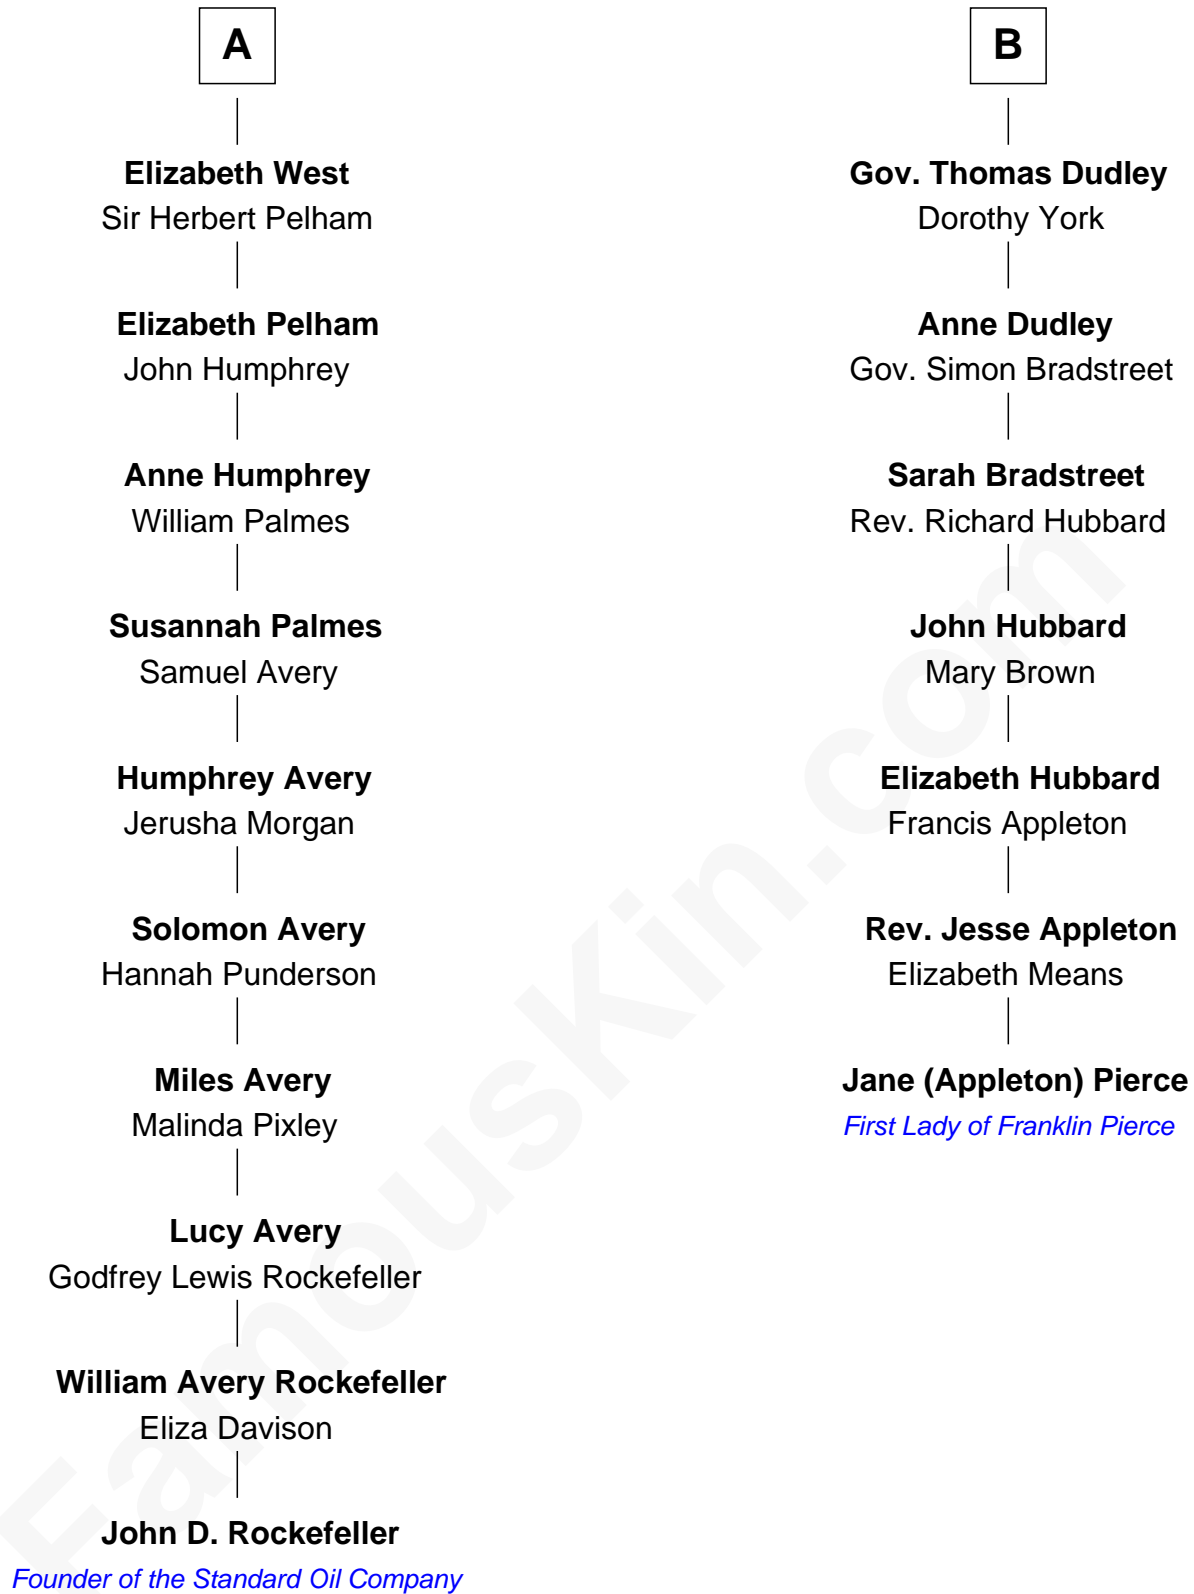 A
Elizabeth West
Sir Herbert Pelham
Elizabeth Pelham
John Humphrey
Anne Humphrey
William Palmes
Susannah Palmes
Samuel Avery
Humphrey Avery
Jerusha Morgan
Solomon Avery
Hannah Punderson
Miles Avery
Malinda Pixley
Lucy Avery
Godfrey Lewis Rockefeller
William Avery Rockefeller
Eliza Davison
John D. Rockefeller
Founder of the Standard Oil Company
B
Gov. Thomas Dudley
Dorothy York
Anne Dudley
Gov. Simon Bradstreet
Sarah Bradstreet
Rev. Richard Hubbard
John Hubbard
Mary Brown
Elizabeth Hubbard
Francis Appleton
Rev. Jesse Appleton
Elizabeth Means
Jane (Appleton) Pierce
First Lady of Franklin Pierce
FamousKin.com